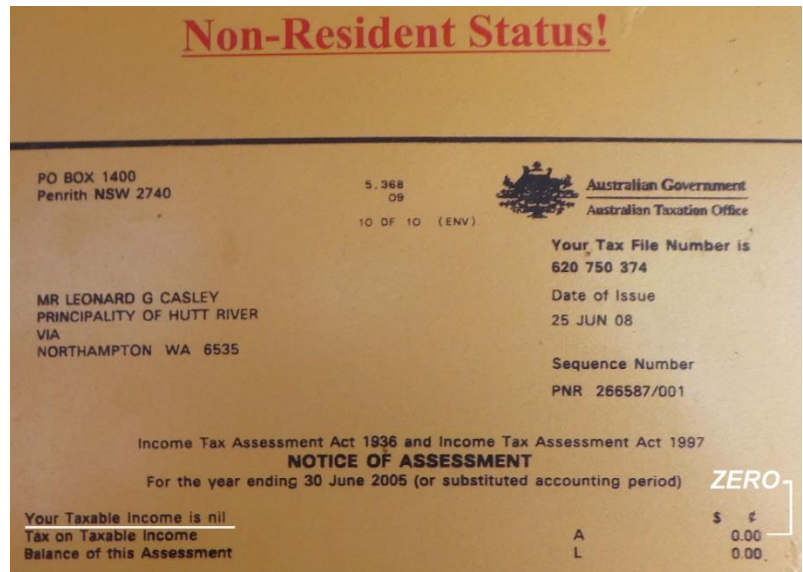 Non-Resident Status!
PO BOX 1400
Penrith NSW 2740
5.368
09
10 OF 10 (ENV)
Australian Government
Australian Taxation Office
Your Tax File Number is
620 750 374
Date of Issue
25 JUN 08
Sequence Number
PNR 266587/001
MR LEONARD G CASLEY
PRINCIPALITY OF HUTT RIVER
VIA
NORTHAMPTON WA 6535
Income Tax Assessment Act 1936 and Income Tax Assessment Act 1997
NOTICE OF ASSESSMENT
For the year ending 30 June 2005 (or substituted accounting period)
ZERO
Your Taxable Income is nil
$ ¢
Tax on Taxable Income A 0.00
Balance of this Assessment L 0.00